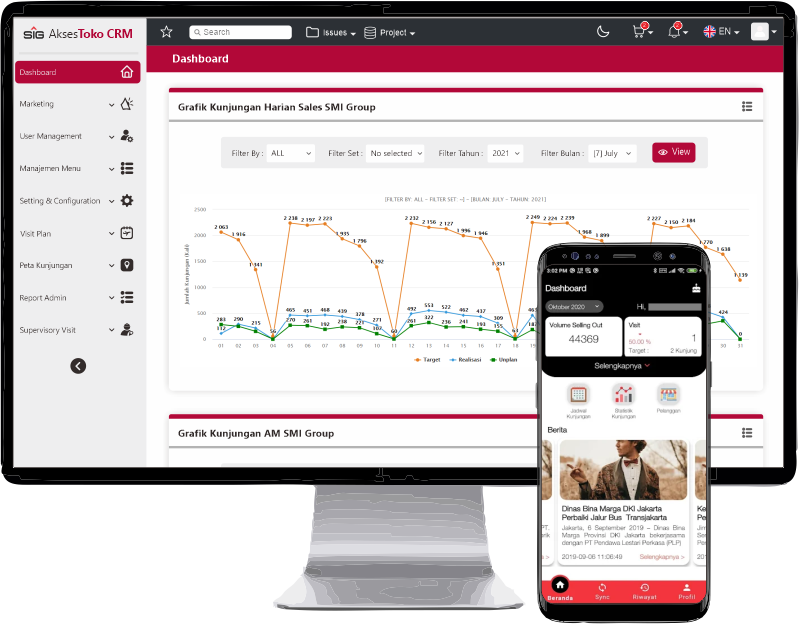 SIG AksesToko CRM
Search
Issues
Project
EN
Dashboard
Dashboard
Marketing
User Management
Manajemen Menu
Setting & Configuration
Visit Plan
Peta Kunjungan
Report Admin
Supervisory Visit
Grafik Kunjungan Harian Sales SMI Group
Filter By : ALL
Filter Set : No selected
Filter Tahun : 2021
Filter Bulan : [7] July
View
[FILTER BY: ALL - FILTER SET: -] - [BULAN: JULY - TAHUN: 2021]
Jumlah Kunjungan (Kali)
2500
2000
1500
1000
500
0
2 063
1 916
1 341
56
2 238
2 197
2 223
1 935
1 796
1 392
60
2 232
2 156
2 127
1 996
1 946
1 351
61
2 249
2 224
2 239
1 968
1 899
2 227
2 150
2 184
1 770
1 638
1 139
283
290
215
112
465
451
468
439
378
271
270
261
192
238
221
102
492
553
522
462
437
309
261
322
236
241
193
155
463
187
424
0
01 02 03 04 05 06 07 08 09 10 11 12 13 14 15 16 17 18 19
30 31
Target Realisasi Unplan
Grafik Kunjungan AM SMI Group
3:02 PM
Dashboard
Oktober 2020
Hi,
Volume Selling Out
44369
Visit
50.00 %
1
Target :
2 Kunjung
Selengkapnya
Jadwal
Kunjungan
Statistik
Kunjungan
Pelanggan
Berita
Dinas Bina Marga DKI Jakarta
Perbaiki Jalur Bus Transjakarta
Jakarta, 6 September 2019 – Dinas Bina
Marga Provinsi DKI Jakarta bekerjasama
dengan PT Pendawa Lestari Perkasa (PLP)
2019-09-06 11:06:49
Selengkapnya >
Beranda
Sync
Riwayat
Profil